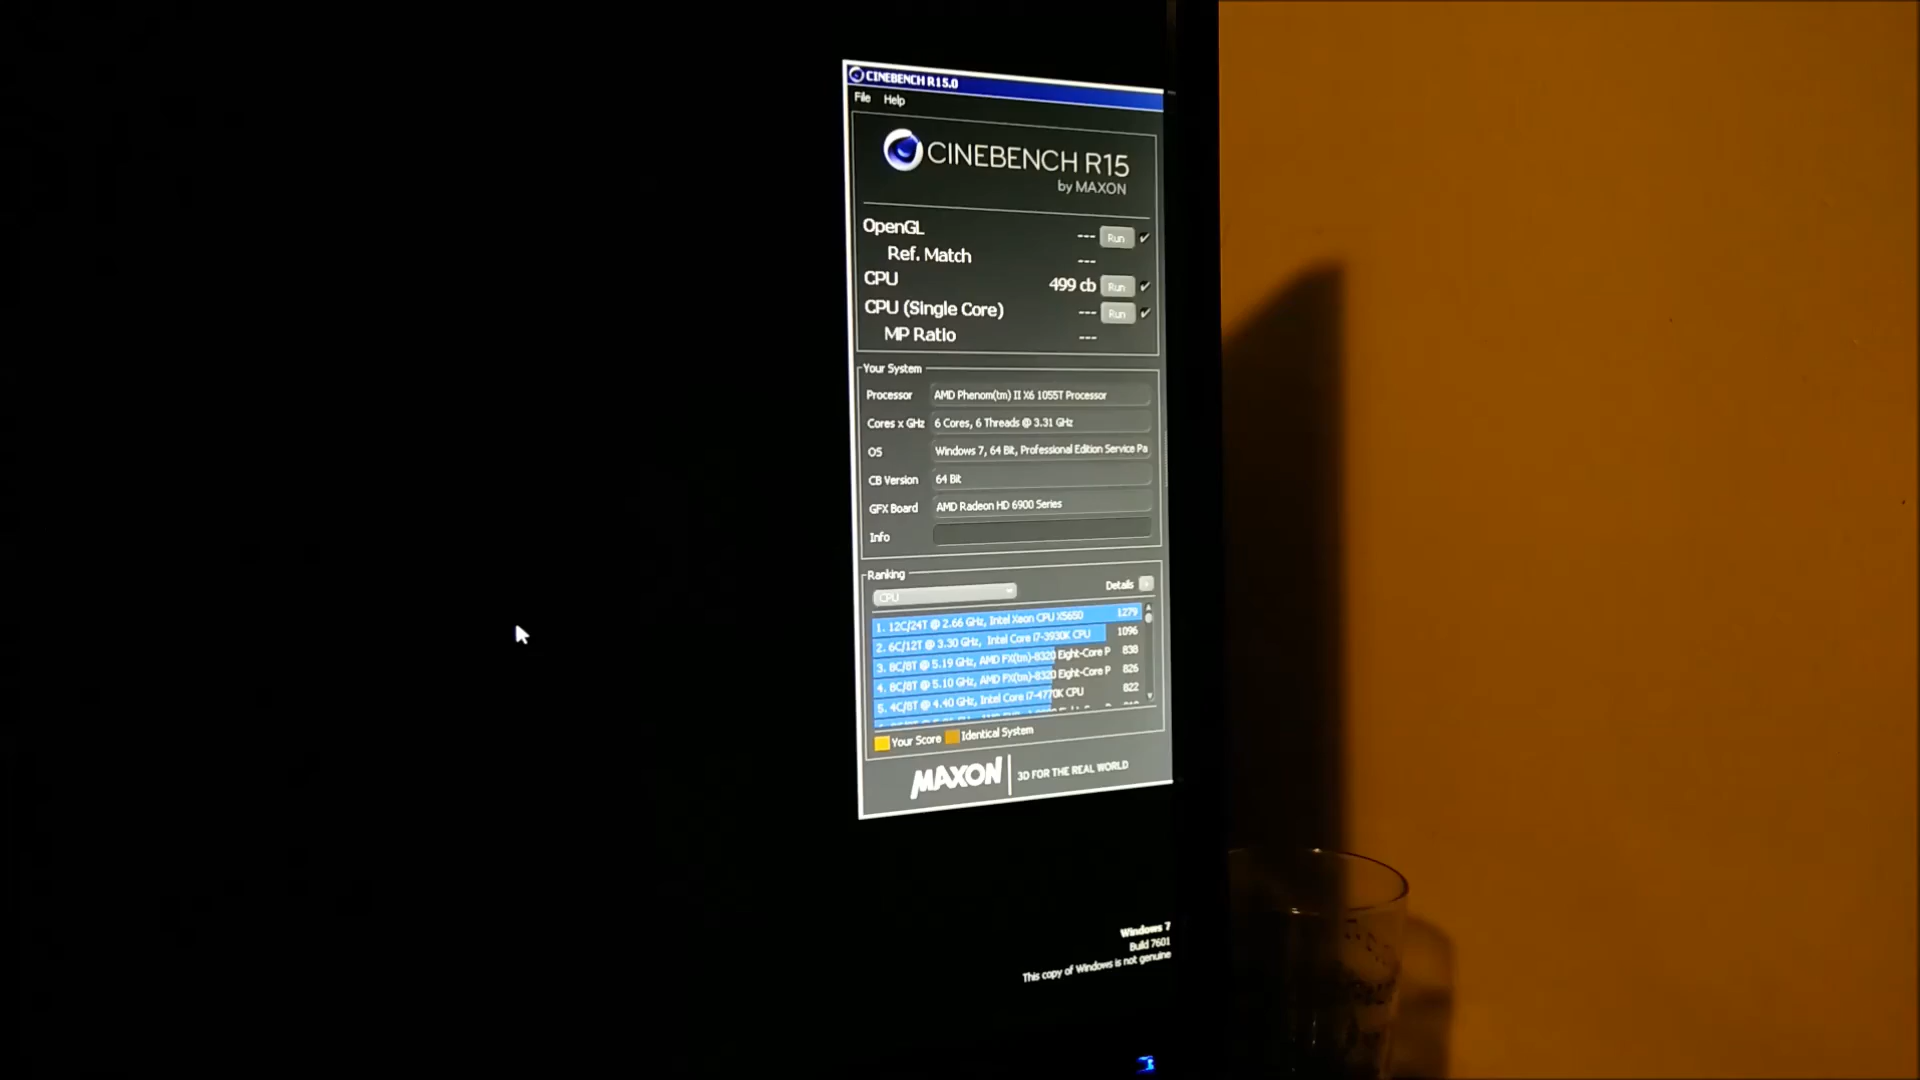 CINEBENCH R15.0
File Help
CINEBENCH R15
by MAXON
OpenGL --- Run
Ref. Match ---
CPU 499 cb Run
CPU (Single Core) --- Run
MP Ratio ---
Your System
Processor AMD Phenom(tm) II X6 1055T Processor
Cores x GHz 6 Cores, 6 Threads @ 3.31 GHz
OS Windows 7, 64 Bit, Professional Edition Service Pa
CB Version 64 Bit
GFX Board AMD Radeon HD 6900 Series
Info
Ranking Details
CPU
1. 12C/24T @ 2.66 GHz, Intel Xeon CPU X5650 1279
2. 6C/12T @ 3.30 GHz, Intel Core i7-3930K CPU 1096
3. 8C/8T @ 5.19 GHz, AMD FX(tm)-8320 Eight-Core P 838
4. 8C/8T @ 5.10 GHz, AMD FX(tm)-8320 Eight-Core P 826
5. 4C/8T @ 4.40 GHz, Intel Core i7-4770K CPU 822
Your Score Identical System
MAXON 3D FOR THE REAL WORLD
Windows 7
Build 7601
This copy of Windows is not genuine